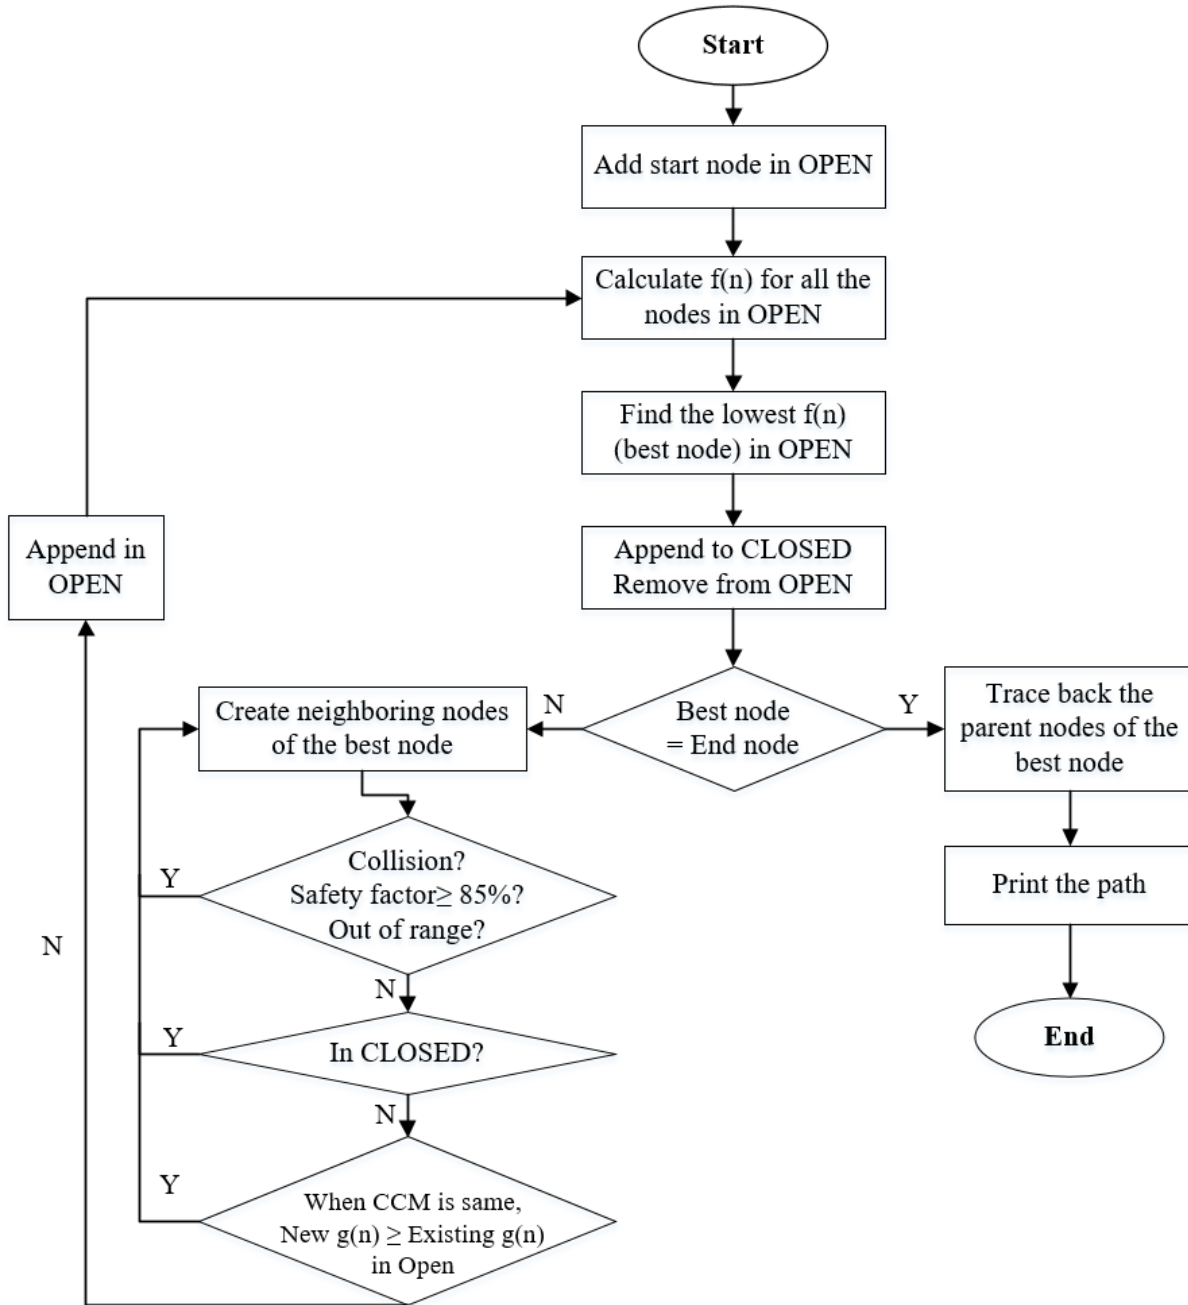 Start
Add start node in OPEN
Calculate f(n) for all the
nodes in OPEN
Find the lowest f(n)
(best node) in OPEN
Append in
OPEN
Append to CLOSED
Remove from OPEN
Create neighboring nodes
of the best node
N
Best node
= End node
Y
Trace back the
parent nodes of the
best node
Y
Collision?
Safety factor≥ 85%?
Out of range?
Print the path
N
N
Y
In CLOSED?
End
N
Y
When CCM is same,
New g(n) ≥ Existing g(n)
in Open